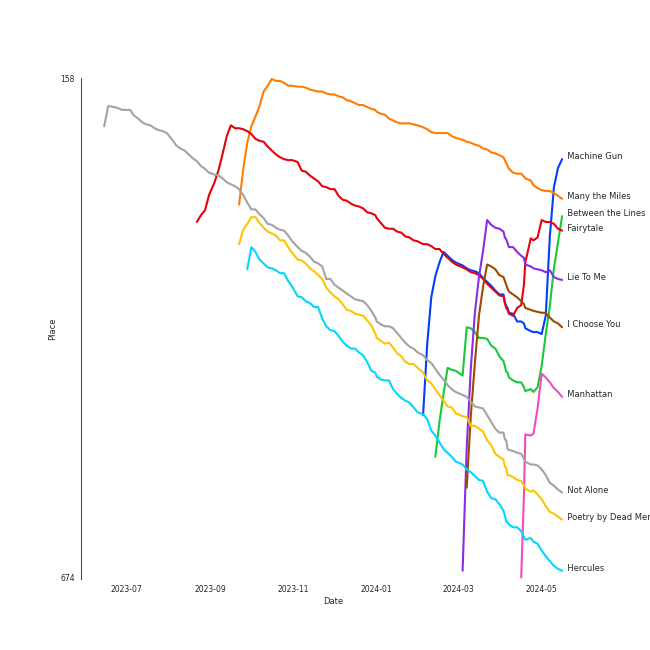 158
Machine Gun
Many the Miles
Between the Lines
Fairytale
Lie To Me
Place
I Choose You
Manhattan
Not Alone
Poetry by Dead Mer
Hercules
674
2023-07 2023-09 2023-11 2024-01 2024-03 2024-05
Date